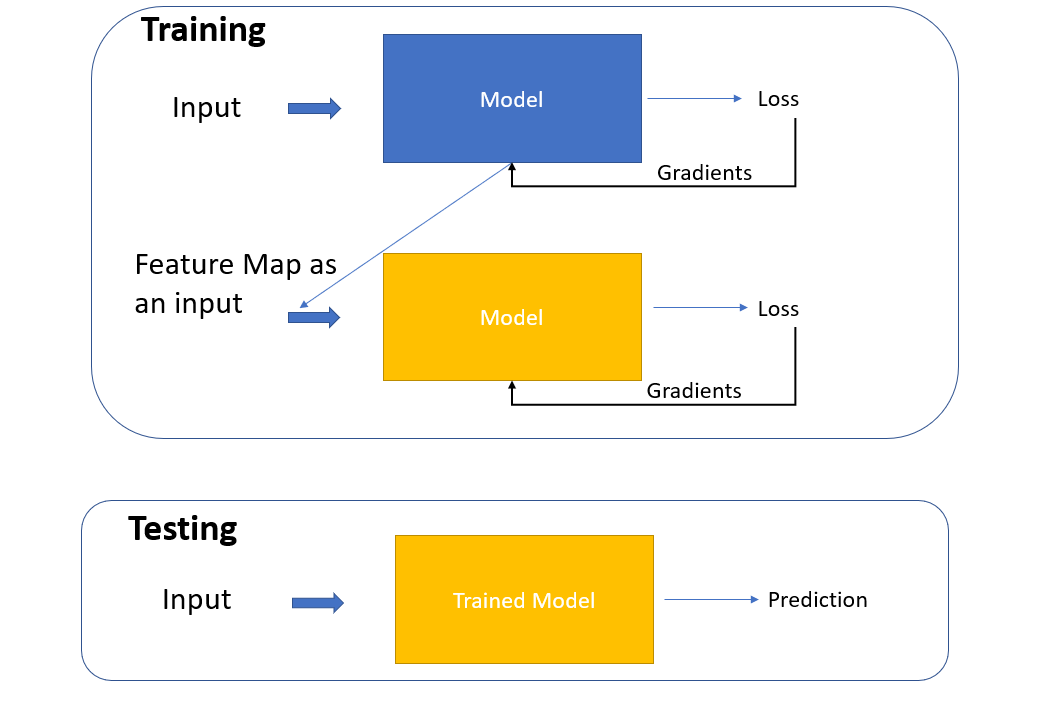 Training
Input
Model
Loss
Gradients
Feature Map as
an input
Model
Loss
Gradients
Testing
Input
Trained Model
Prediction